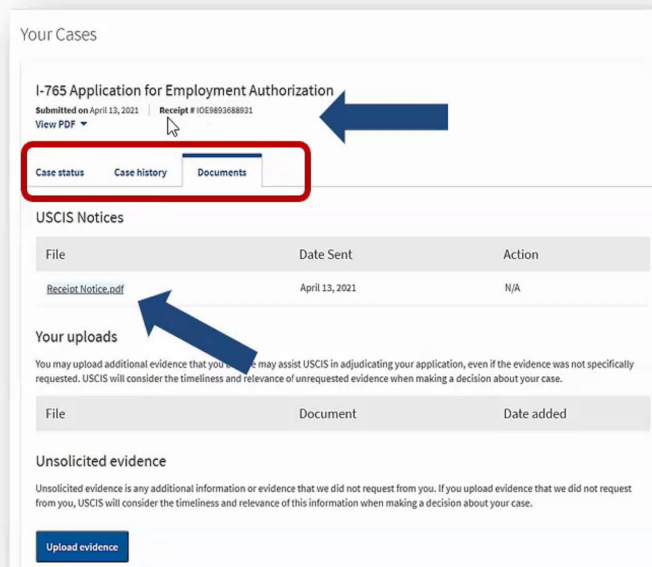 Your Cases
I-765 Application for Employment Authorization
Submitted on April 13, 2021 Receipt # IOE9893688931
View PDF
Case status Case history Documents
USCIS Notices
File Date Sent Action
Receipt Notice.pdf April 13, 2021 N/A
Your uploads
You may upload additional evidence that you may assist USCIS in adjudicating your application, even if the evidence was not specifically
requested. USCIS will consider the timeliness and relevance of unrequested evidence when making a decision about your case.
File Document Date added
Unsolicited evidence
Unsolicited evidence is any additional information or evidence that we did not request from you. If you upload evidence that we did not request
from you, USCIS will consider the timeliness and relevance of this information when making a decision about your case.
Upload evidence